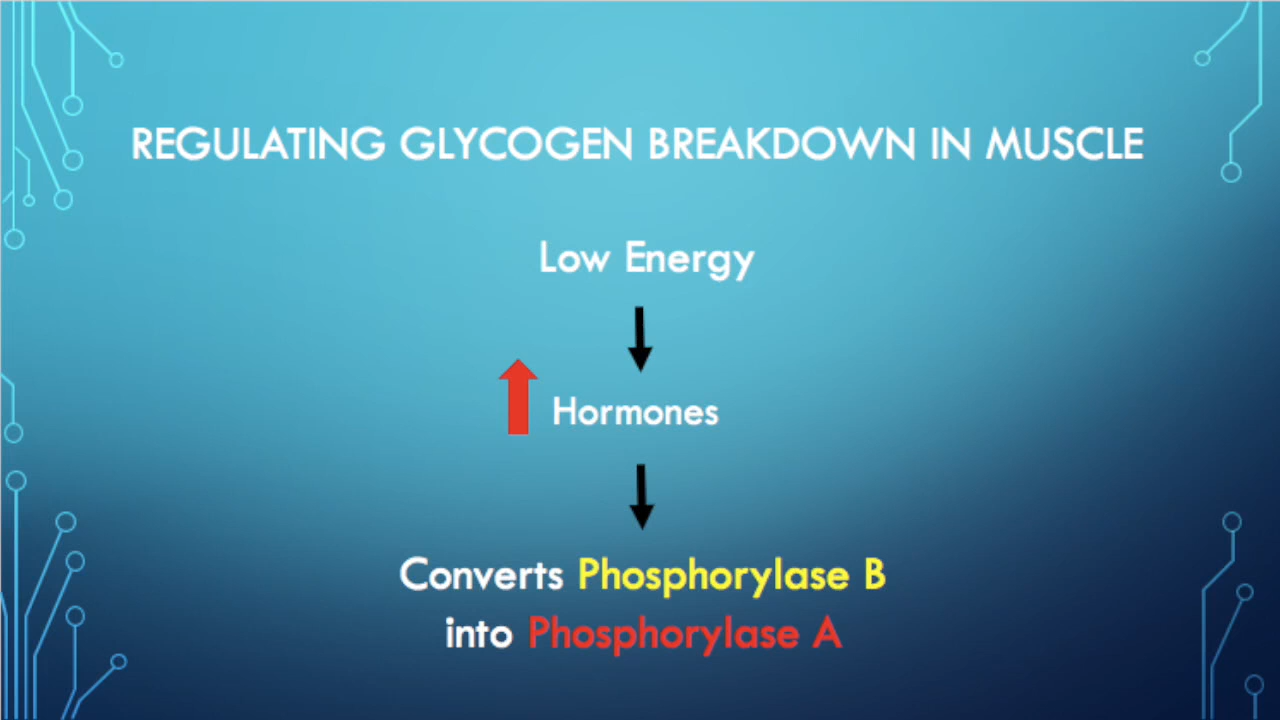 REGULATING GLYCOGEN BREAKDOWN IN MUSCLE
Low Energy
Hormones
Converts Phosphorylase B
into Phosphorylase A